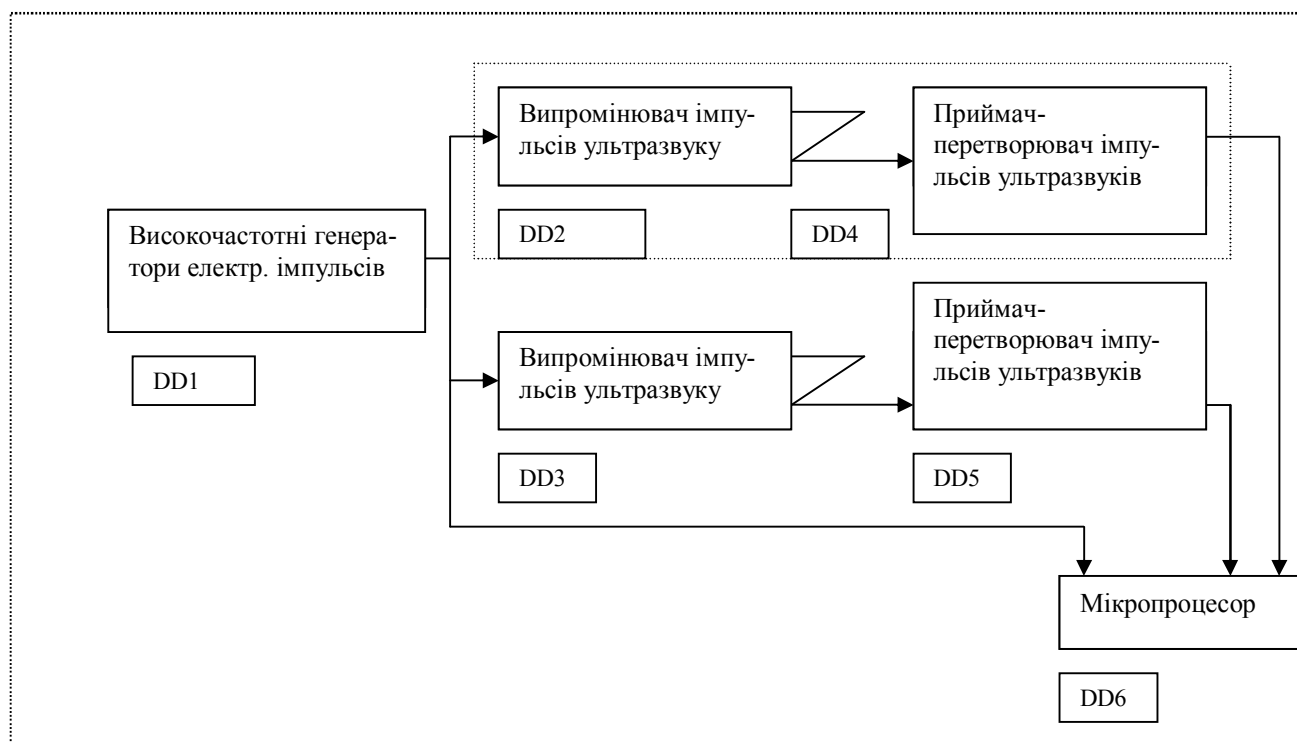 Випромінювач імпу-
льсів ультразвуку
Приймач-
перетворювач імпу-
льсів ультразвуків
DD2
DD4
Високочастотні генера-
тори електр. імпульсів
DD1
Випромінювач імпу-
льсів ультразвуку
Приймач-
перетворювач імпу-
льсів ультразвуків
DD3
DD5
Мікропроцесор
DD6